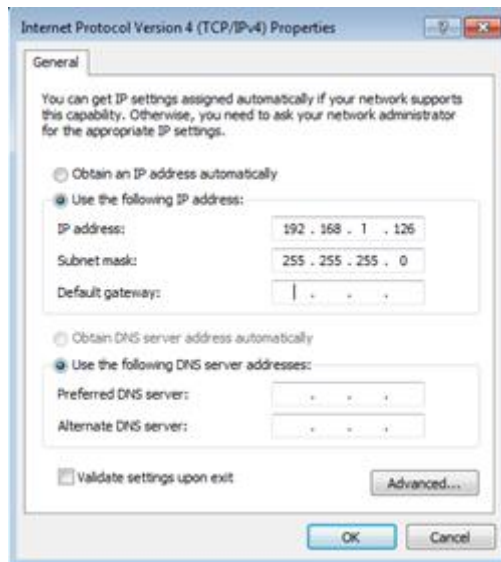 Internet Protocol Version 4 (TCP/IPv4) Properties
General
You can get IP settings assigned automatically if your network supports
this capability. Otherwise, you need to ask your network administrator
for the appropriate IP settings.
Obtain an IP address automatically
Use the following IP address:
IP address: 192 . 168 . 1 . 126
Subnet mask: 255 . 255 . 255 . 0
Default gateway: . . .
Obtain DNS server address automatically
Use the following DNS server addresses:
Preferred DNS server: . . .
Alternate DNS server: . . .
Validate settings upon exit
Advanced...
OK Cancel